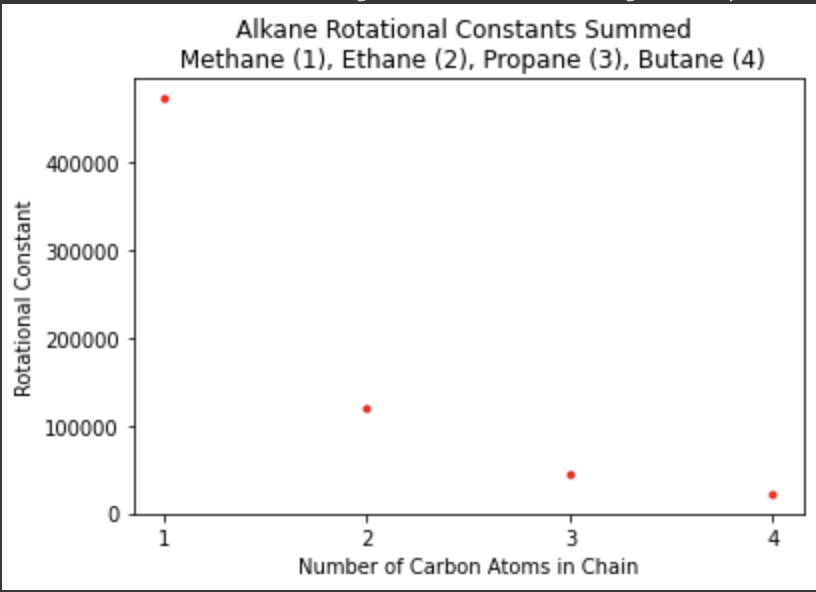 Alkane Rotational Constants Summed
Methane (1), Ethane (2), Propane (3), Butane (4)
Rotational Constant
400000
300000
200000
100000
0
1 2 3 4
Number of Carbon Atoms in Chain